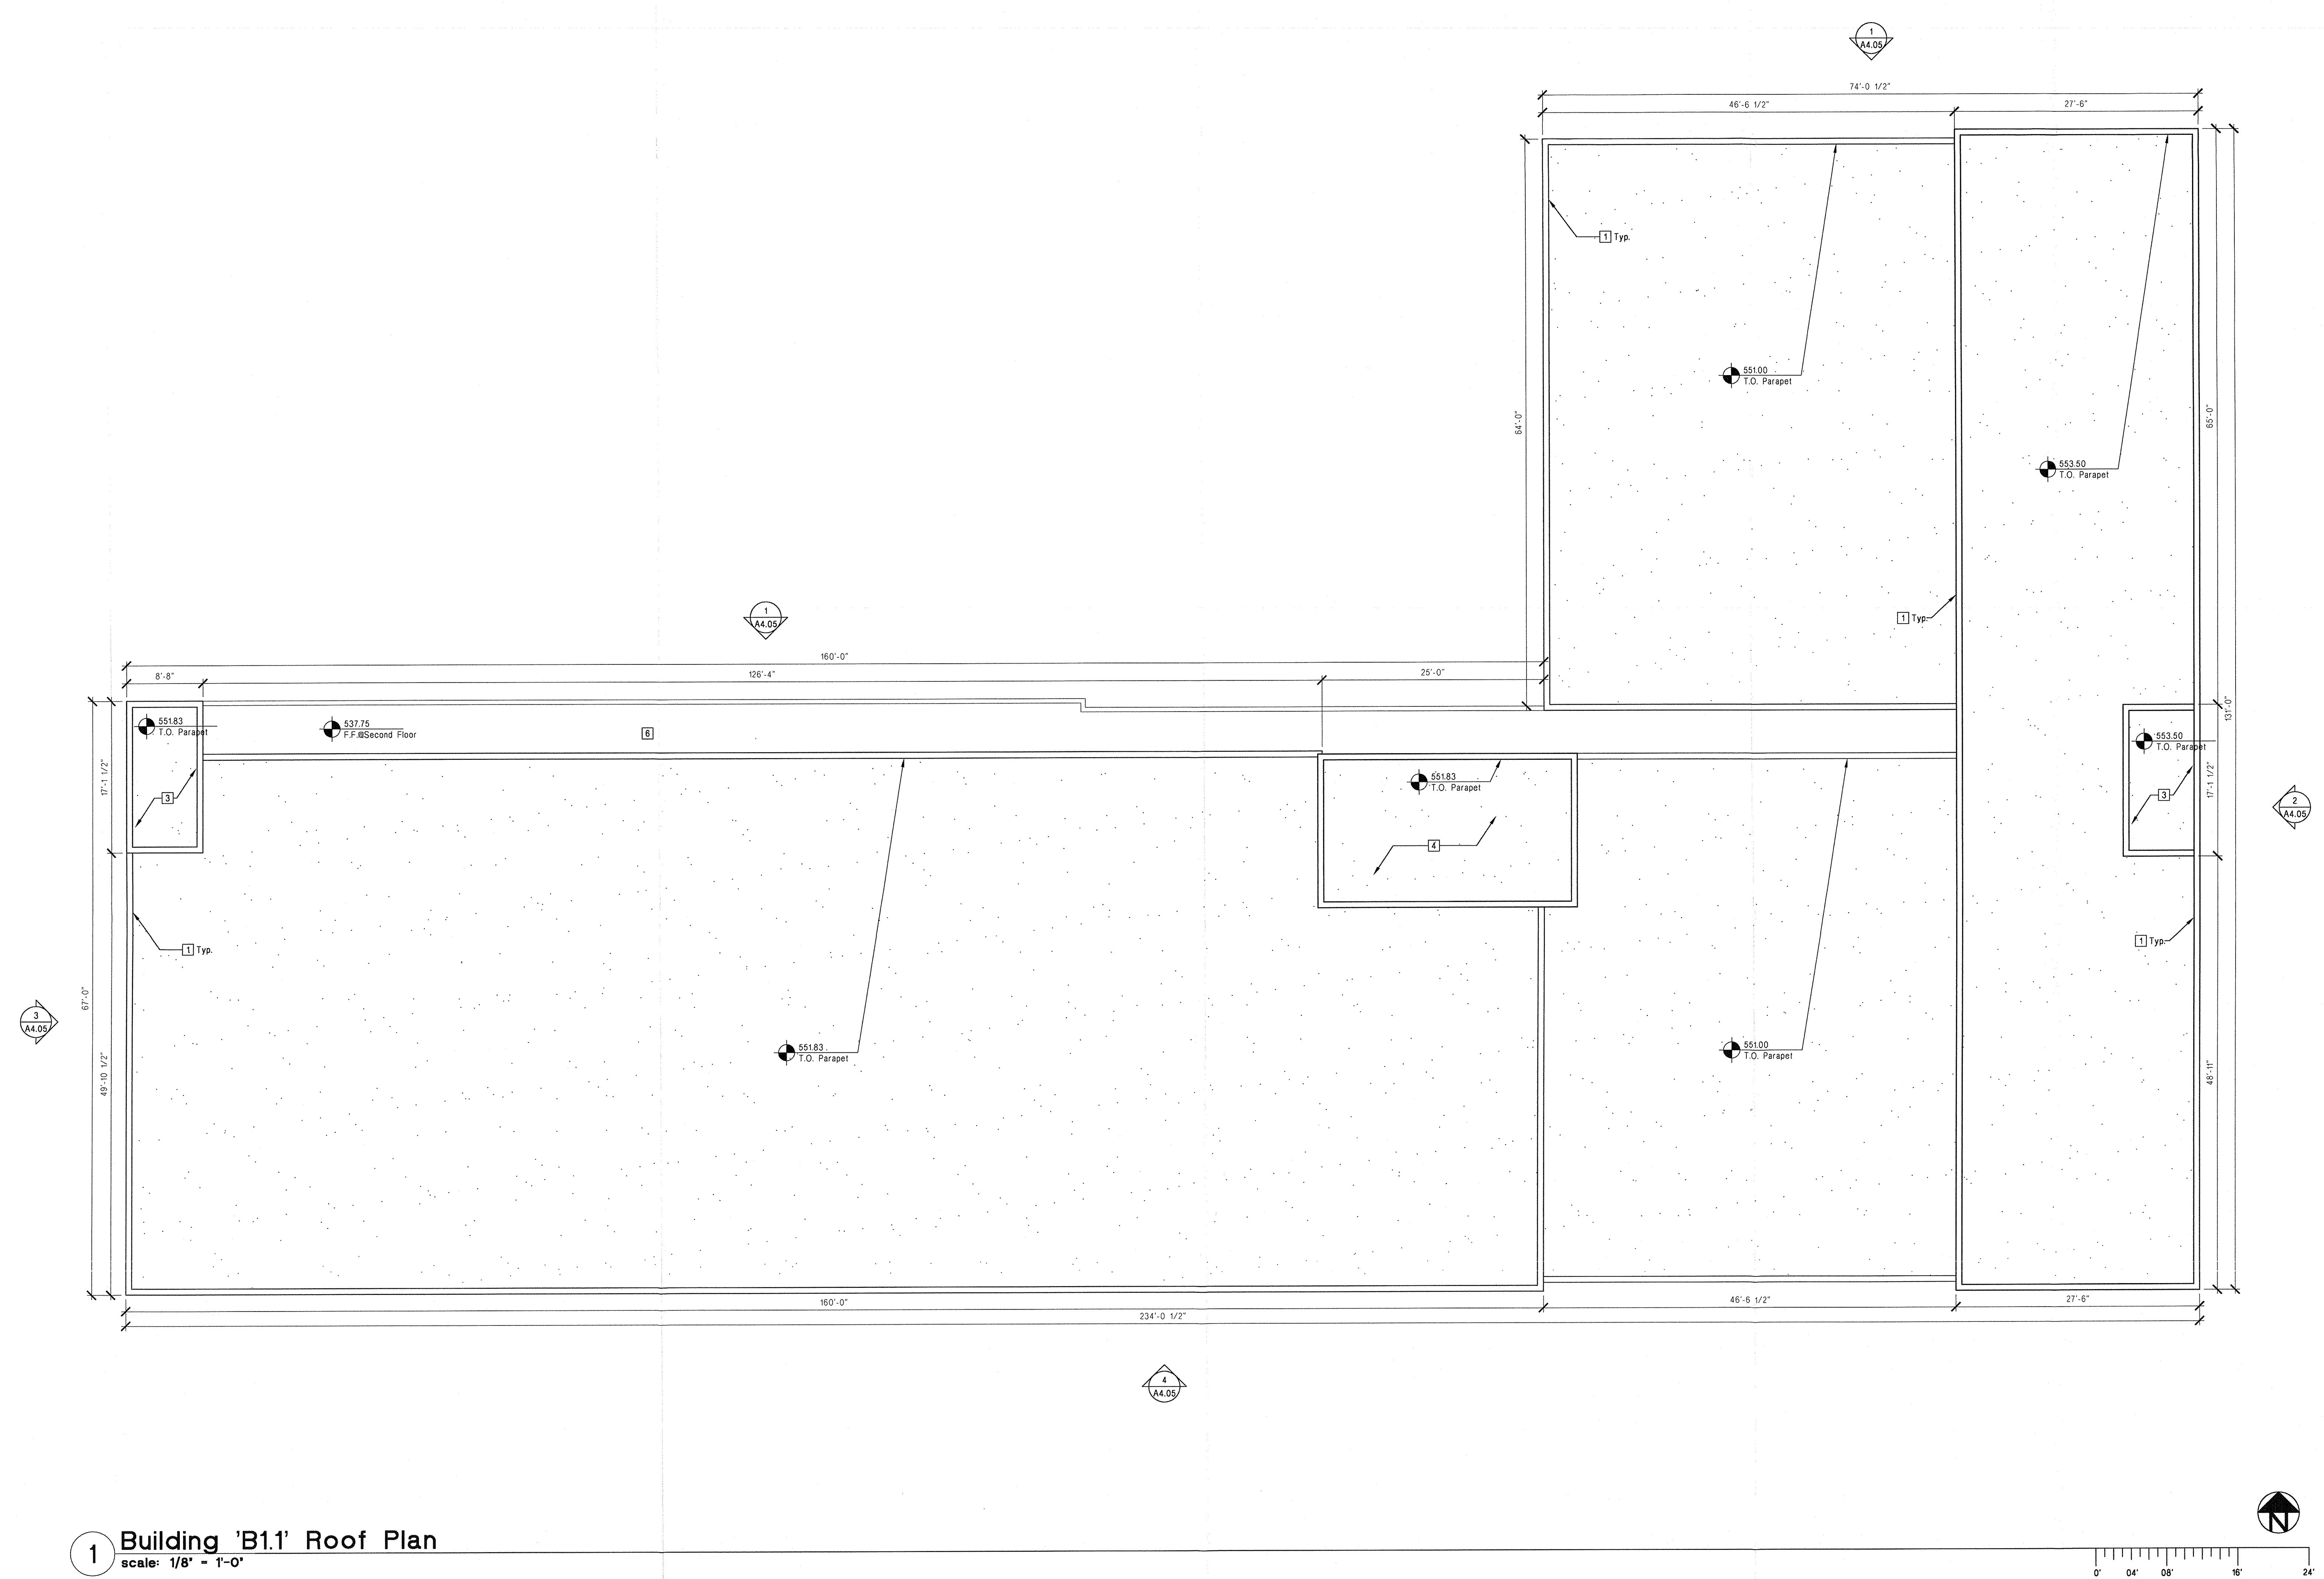 1
A4.05
74'-0 1/2"
46'-6 1/2"
27'-6"
1 Typ.
551.00
T.O. Parapet
64'-0"
65'-0"
553.50
T.O. Parapet
1
A4.05
1 Typ.
160'-0"
8'-8"
126'-4"
25'-0"
131'-0"
551.83
T.O. Parapet
537.75
F.F.@Second Floor
6
553.50
T.O. Parapet
17'-1 1/2"
3
551.83
T.O. Parapet
4
3
17'-1 1/2"
2
A4.05
1 Typ.
1 Typ.
67'-0"
3
A4.05
49'-10 1/2"
551.83
T.O. Parapet
551.00
T.O. Parapet
48'-11"
160'-0"
46'-6 1/2"
27'-6"
234'-0 1/2"
4
A4.05
N
1
Building 'B1.1' Roof Plan
scale: 1/8" = 1'-0"
0' 04' 08' 16' 24'